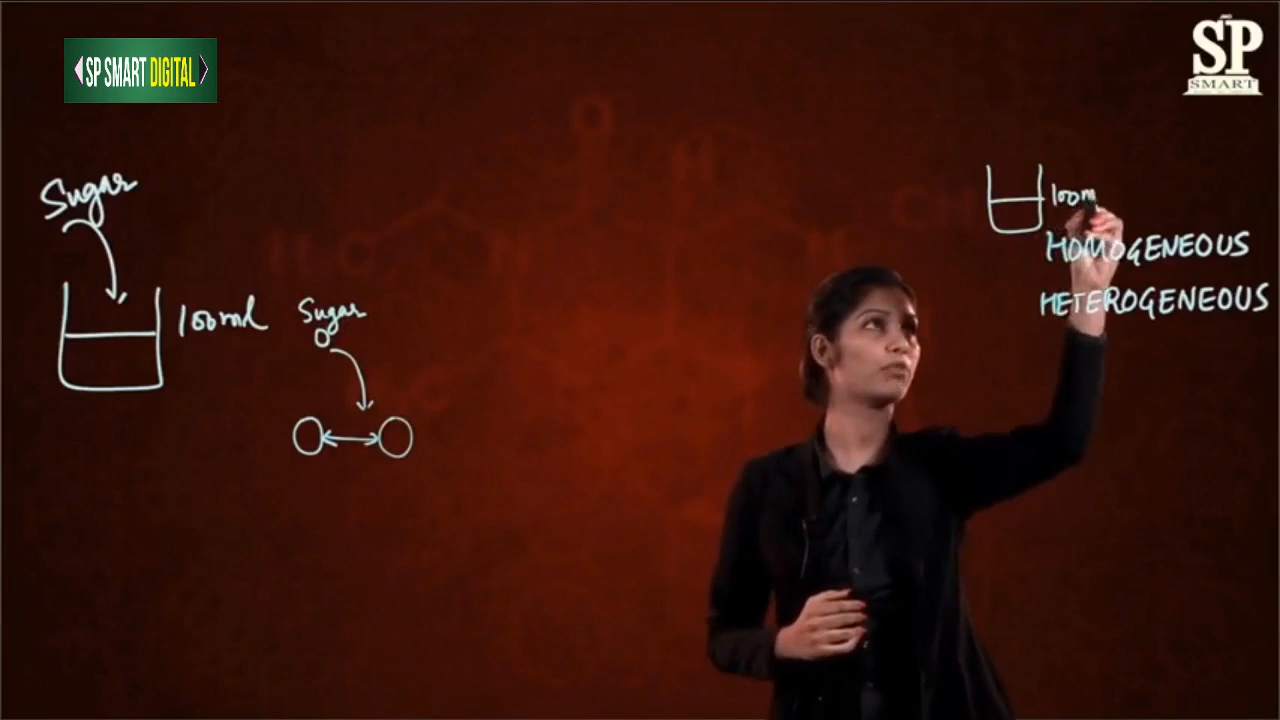 SP SMART DIGITAL
SP
SMART
Sugar
100ml
Sugar
100m
HOMOGENEOUS
HETEROGENEOUS